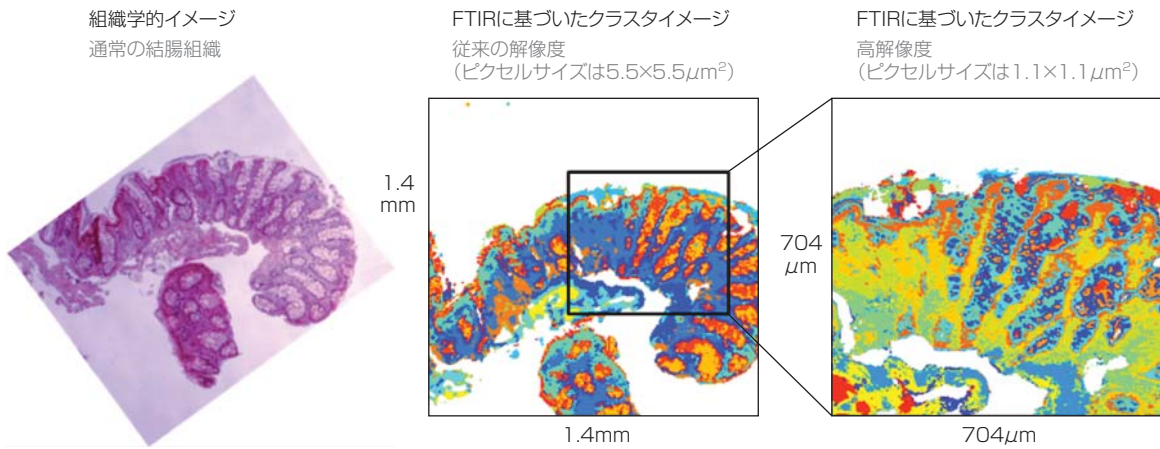 組織学的イメージ
通常の結腸組織
FTIRに基づいたクラスタイメージ
従来の解像度
（ピクセルサイズは5.5×5.5μm²）
FTIRに基づいたクラスタイメージ
高解像度
（ピクセルサイズは1.1×1.1μm²）
1.4
mm
704
μm
1.4mm
704μm